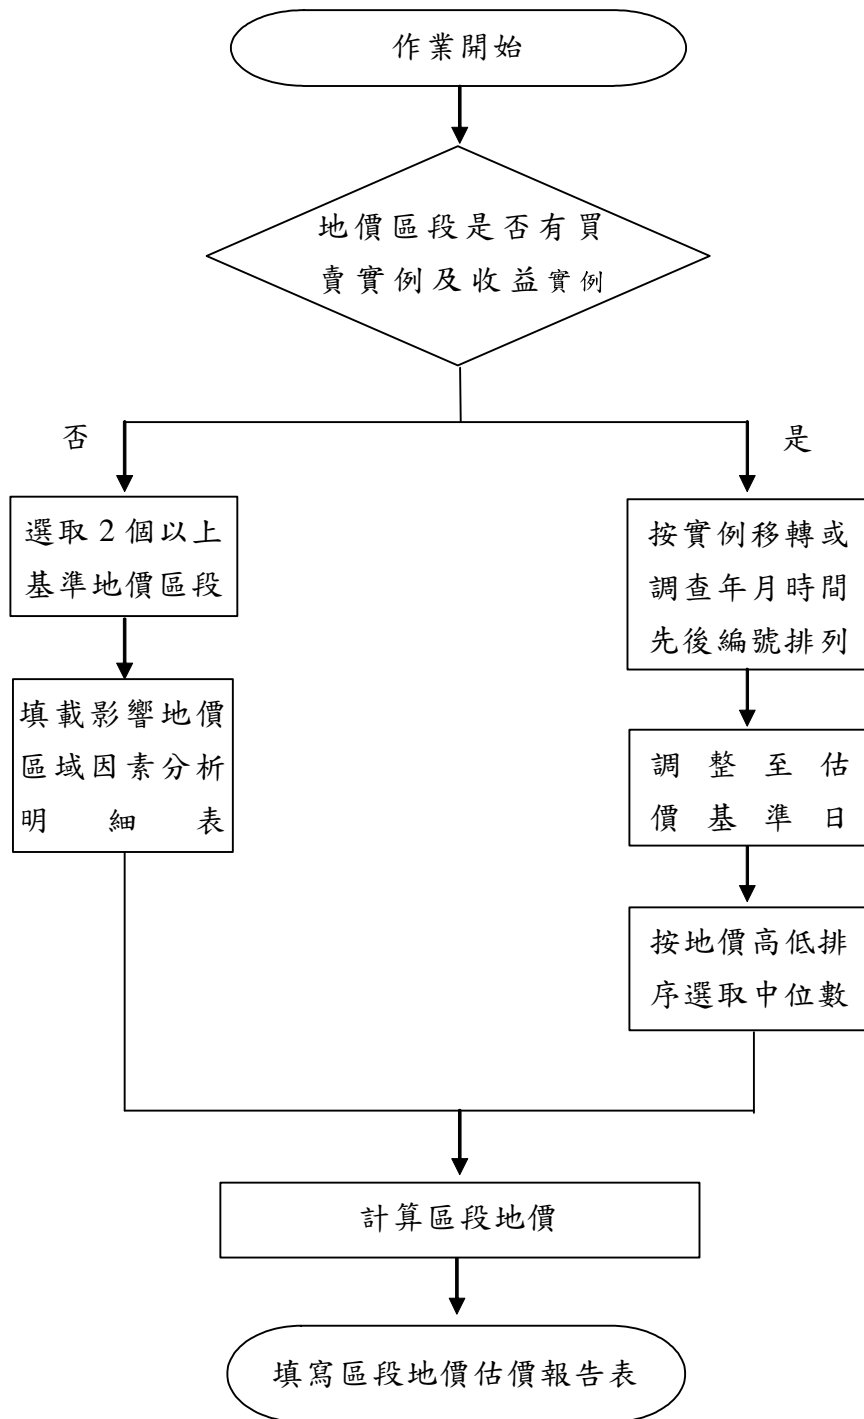 作業開始
地價區段是否有買
賣實例及收益實例
否
是
選取2個以上
基準地價區段
填載影響地價
區域因素分析
明細表
按實例移轉或
調查年月時間
先後編號排列
調整至估
價基準日
按地價高低排
序選取中位數
計算區段地價
填寫區段地價估價報告表